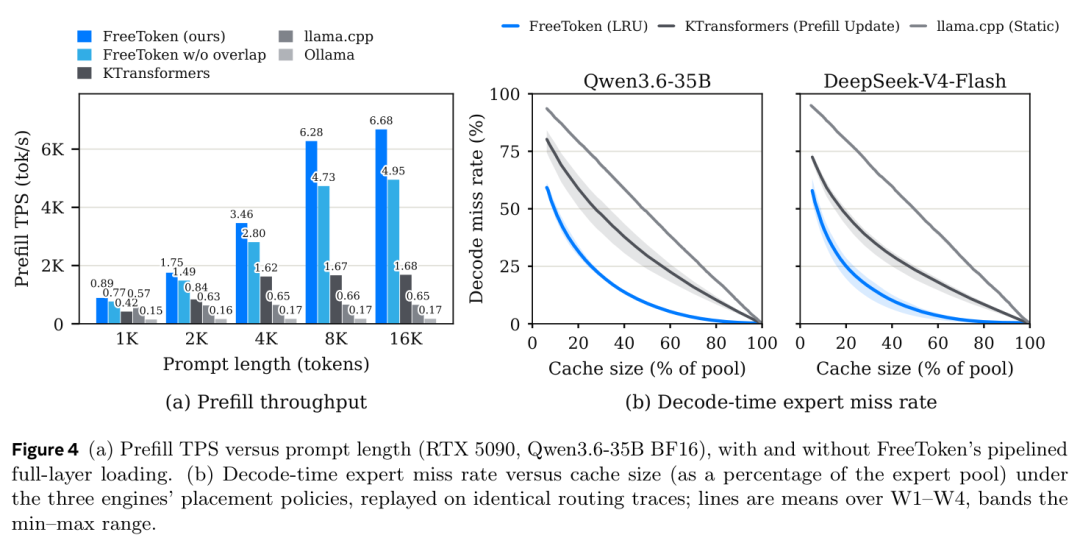 FreeToken (ours)
FreeToken w/o overlap
KTransformers
llama.cpp
Ollama
Prefill TPS (tok/s)
6K
4K
2K
0
0.89
0.77
0.42
0.57
0.15
1.75
1.49
0.84
0.63
0.16
3.46
2.80
1.62
0.65
0.17
6.28
4.73
1.67
0.66
0.17
6.68
4.95
1.68
0.65
0.17
1K 2K 4K 8K 16K
Prompt length (tokens)
(a) Prefill throughput
FreeToken (LRU) KTransformers (Prefill Update) llama.cpp (Static)
Qwen3.6-35B
Decode miss rate (%)
100
75
50
25
0
0 20 40 60 80 100
Cache size (% of pool)
DeepSeek-V4-Flash
0 20 40 60 80 100
Cache size (% of pool)
(b) Decode-time expert miss rate
Figure 4 (a) Prefill TPS versus prompt length (RTX 5090, Qwen3.6-35B BF16), with and without FreeToken's pipelined
full-layer loading. (b) Decode-time expert miss rate versus cache size (as a percentage of the expert pool) under
the three engines' placement policies, replayed on identical routing traces; lines are means over W1–W4, bands the
min–max range.